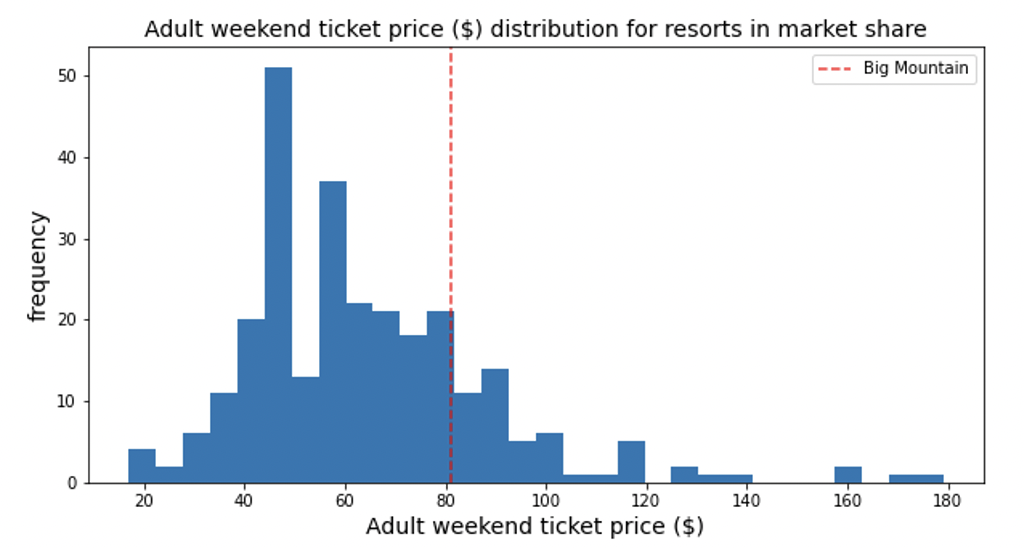 Adult weekend ticket price ($) distribution for resorts in market share
Big Mountain
50
40
30
20
10
0
frequency
20 40 60 80 100 120 140 160 180
Adult weekend ticket price ($)